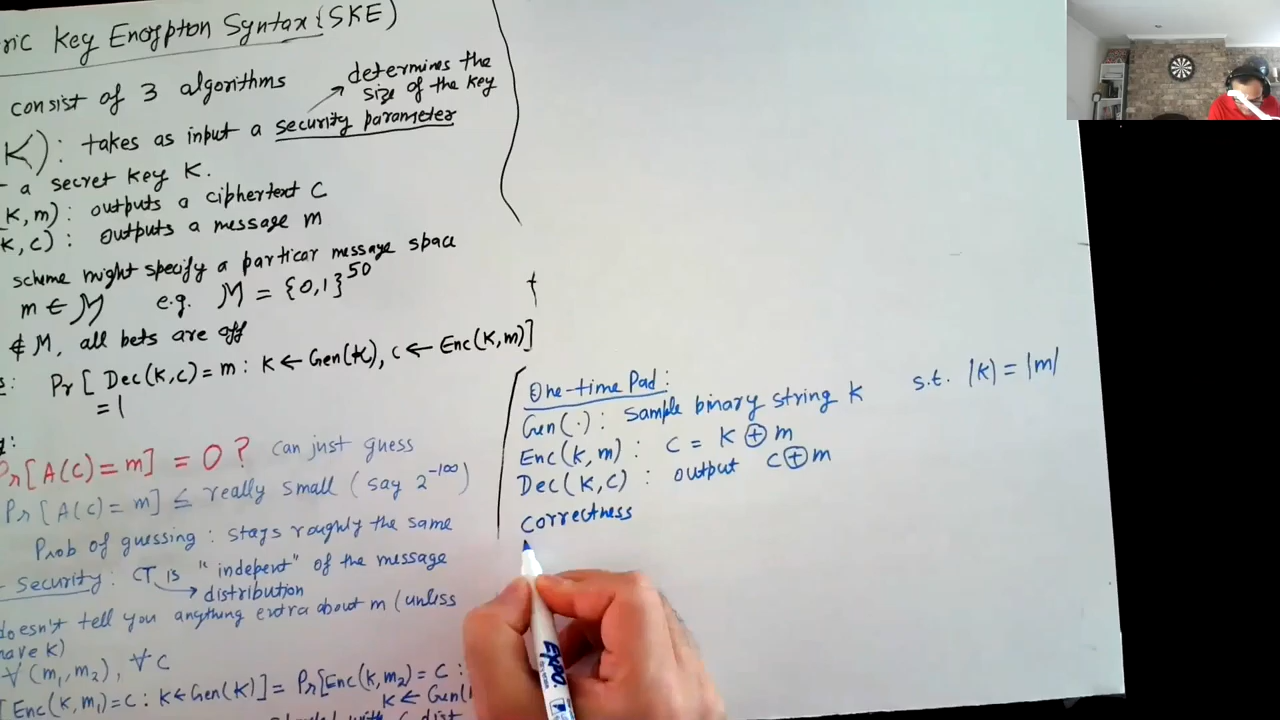 ric Key Encryption Syntax (SKE)
consist of 3 algorithms
determines the
size of the key
K): takes as input a security parameter
a secret key K.
K, m): outputs a ciphertext C
K, c): outputs a message m
scheme might specify a particar message space
m ∈ M e.g. M = {0,1}^50
∉ M, all bets are off
s: Pr[ Dec(K,C) = m : K ← Gen(K), c ← Enc(K,m)]
= 1
g:
Pr[A(C) = m] = 0? can just guess
Pr[A(C) = m] ≤ really small (say 2^-100)
Prob of guessing: stays roughly the same
- Security: CT is "indepent" of the message
→ distribution
doesn't tell you anything extra about m (unless
have K)
∀ (m₁, m₂), ∀ C
[Enc(K, m₁) = C : K ← Gen(K)] = Pr[Enc(K, m₂) = C :
K ← Gen(
with C dist
One-time Pad:
Gen(·): Sample binary string K s.t. |K| = |m|
Enc(K, m): C = K ⊕ m
Dec(K, C): output C ⊕ m
correctness
EXPO